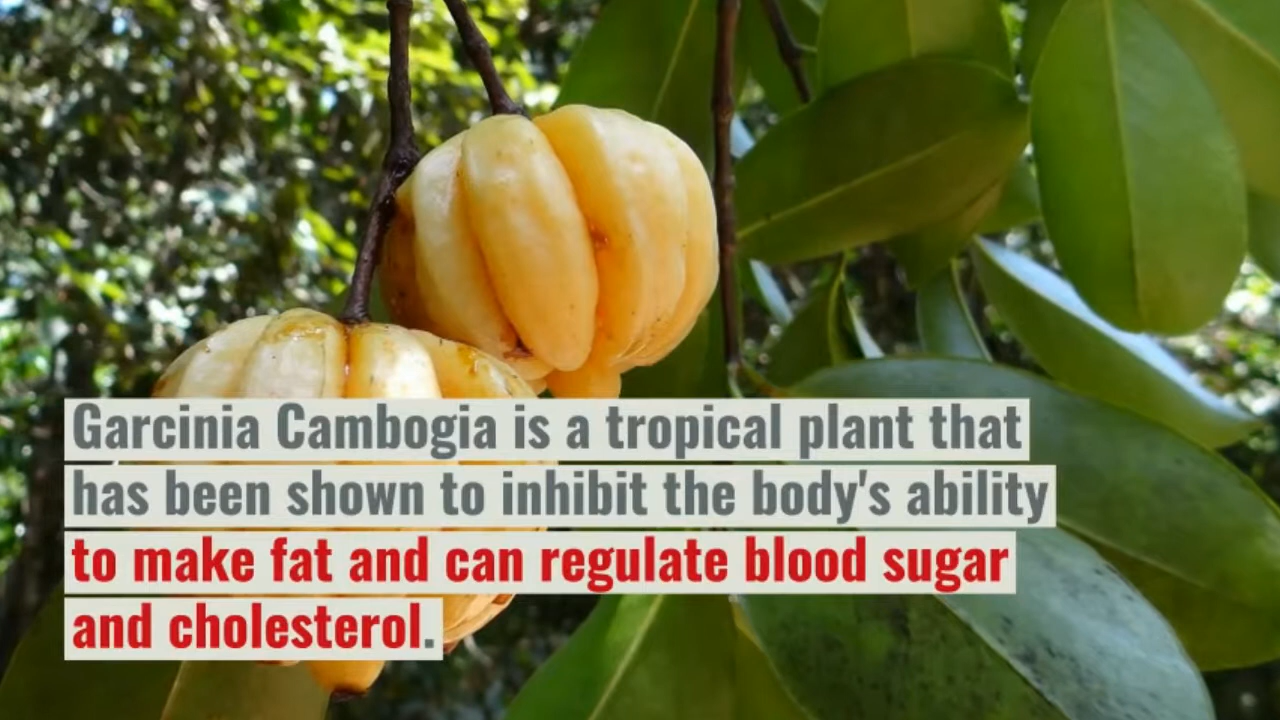 Garcinia Cambogia is a tropical plant that
has been shown to inhibit the body's ability
to make fat and can regulate blood sugar
and cholesterol.